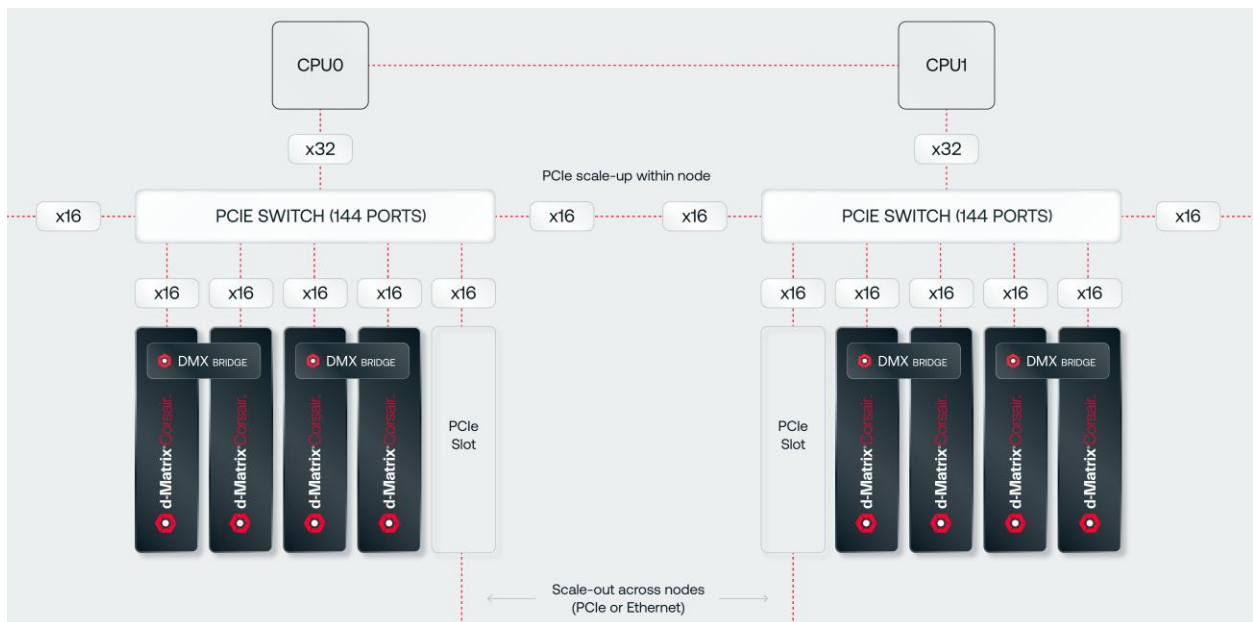 CPU0
CPU1
x32
x32
PCIe scale-up within node
x16
PCIE SWITCH (144 PORTS)
x16
x16
PCIE SWITCH (144 PORTS)
x16
x16
x16
x16
x16
x16
x16
x16
x16
x16
x16
DMX BRIDGE
DMX BRIDGE
DMX BRIDGE
DMX BRIDGE
d-Matrix Corsair.
d-Matrix Corsair.
d-Matrix Corsair.
d-Matrix Corsair.
PCIe
Slot
PCIe
Slot
d-Matrix Corsair.
d-Matrix Corsair.
d-Matrix Corsair.
d-Matrix Corsair.
Scale-out across nodes
(PCIe or Ethernet)